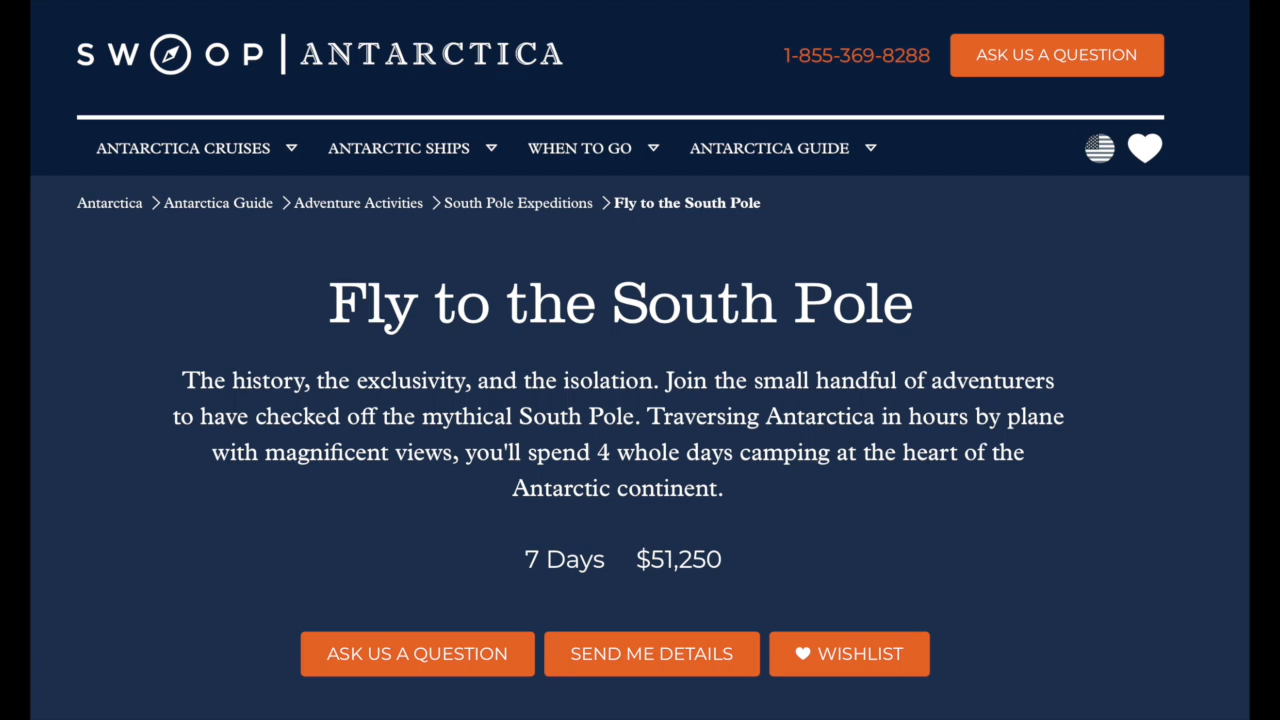 SWOOP | ANTARCTICA
1-855-369-8288
ASK US A QUESTION
ANTARCTICA CRUISES
ANTARCTIC SHIPS
WHEN TO GO
ANTARCTICA GUIDE
Antarctica > Antarctica Guide > Adventure Activities > South Pole Expeditions > Fly to the South Pole
Fly to the South Pole
The history, the exclusivity, and the isolation. Join the small handful of adventurers
to have checked off the mythical South Pole. Traversing Antarctica in hours by plane
with magnificent views, you'll spend 4 whole days camping at the heart of the
Antarctic continent.
7 Days $51,250
ASK US A QUESTION
SEND ME DETAILS
WISHLIST